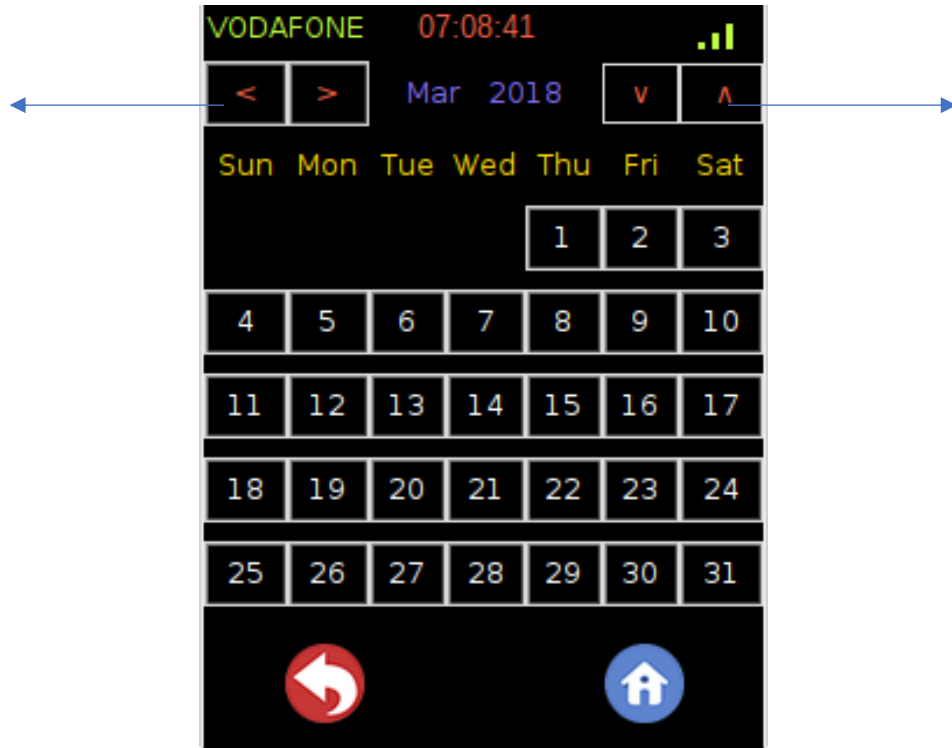 VODAFONE 07:08:41
< > Mar 2018 v ʌ
Sun Mon Tue Wed Thu Fri Sat
1 2 3
4 5 6 7 8 9 10
11 12 13 14 15 16 17
18 19 20 21 22 23 24
25 26 27 28 29 30 31